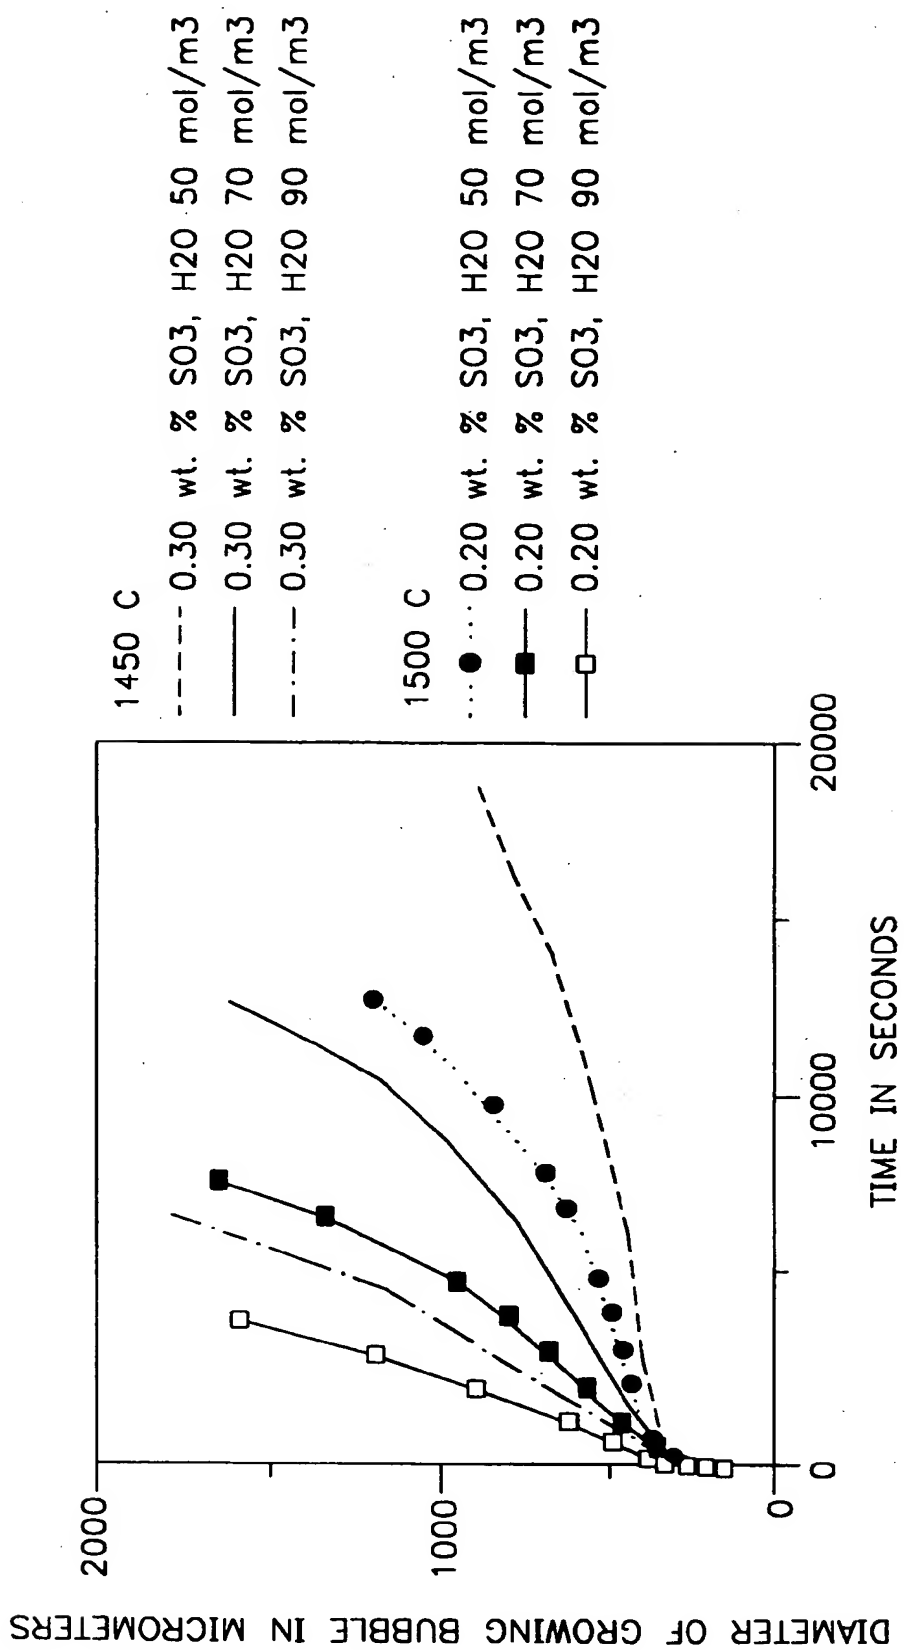 DIAMETER OF GROWING BUBBLE IN MICROMETERS
2000
1000
0
0
10000
20000
TIME IN SECONDS
1450 C
0.30 wt. % SO3, H2O 50 mol/m3
0.30 wt. % SO3, H2O 70 mol/m3
0.30 wt. % SO3, H2O 90 mol/m3
1500 C
0.20 wt. % SO3, H2O 50 mol/m3
0.20 wt. % SO3, H2O 70 mol/m3
0.20 wt. % SO3, H2O 90 mol/m3